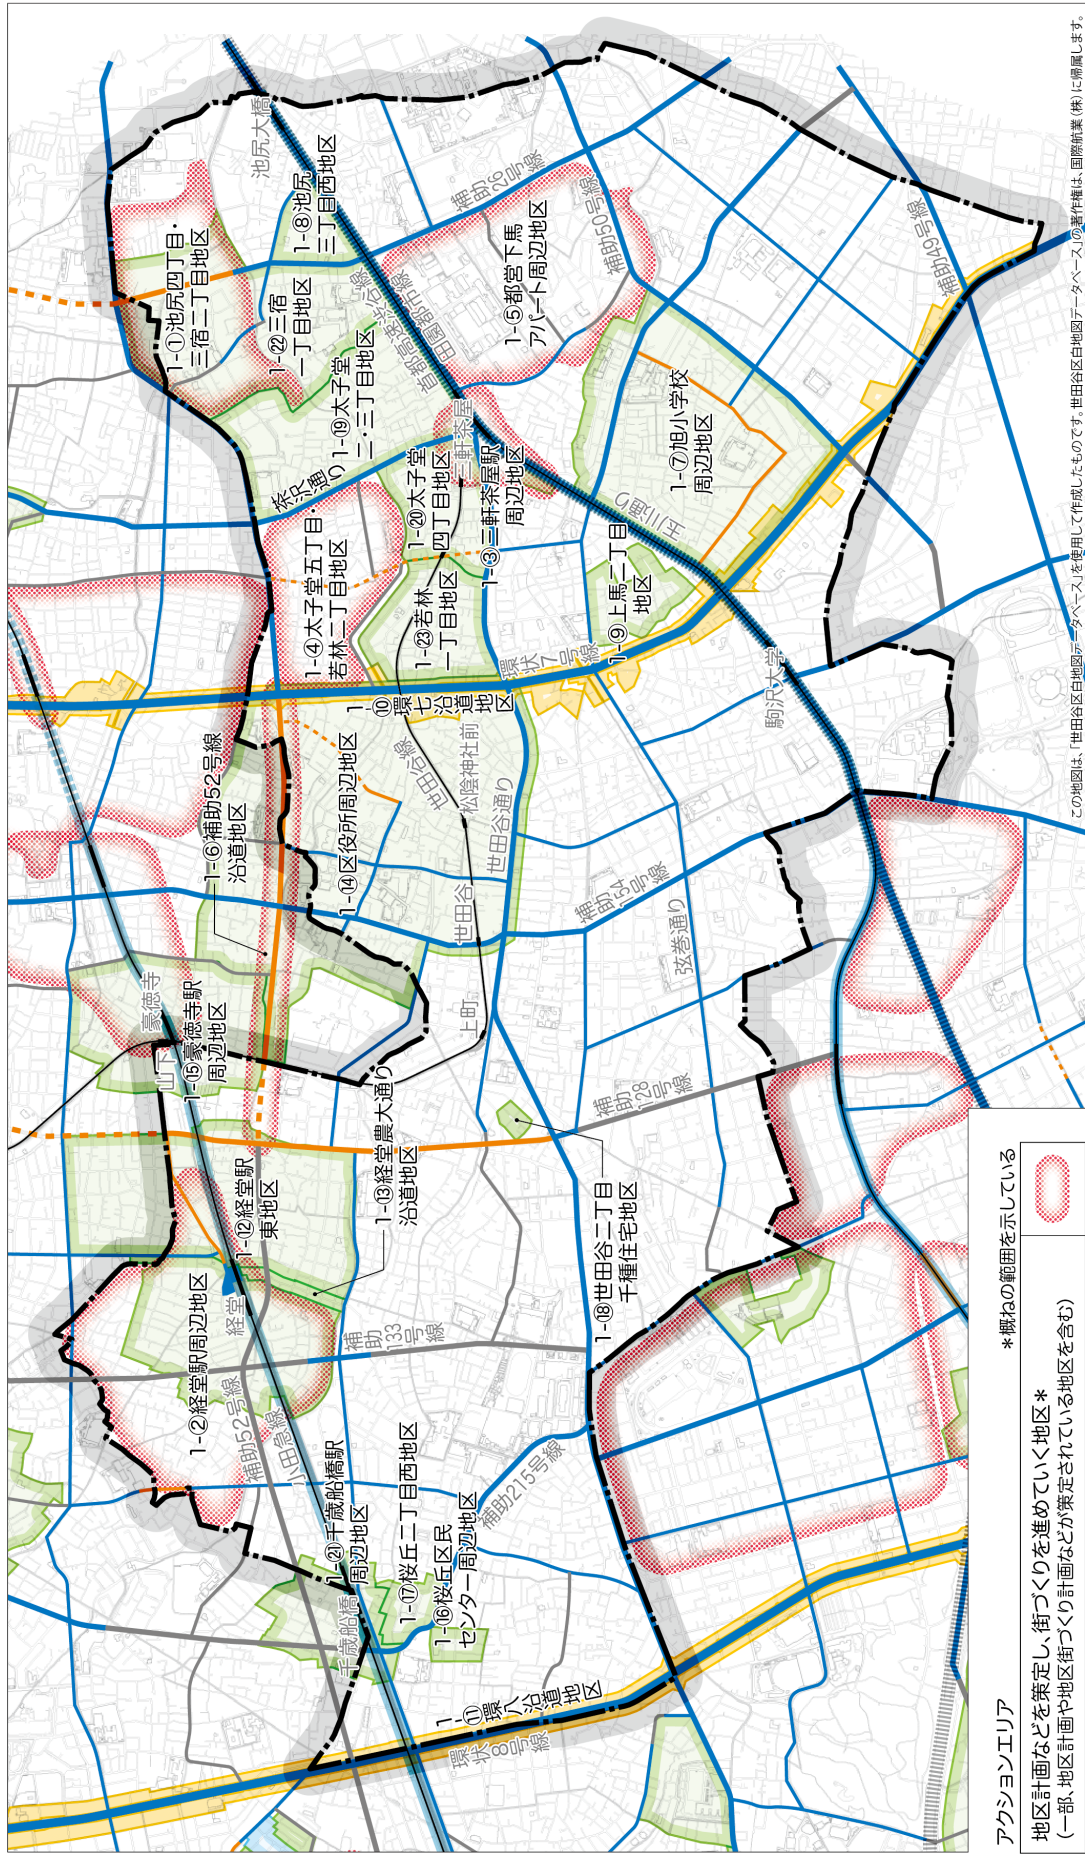 池尻大橋
1-①池尻四丁目・
三宿二丁目地区
1-⑧池尻
三丁目西地区
1-㉒三宿
一丁目地区
1-⑲太子堂
二・三丁目地区
首都高速渋谷線
田園都市線
補助26号線
1-⑤都営下馬
アパート周辺地区
補助50号線
補助49号線
茶沢通り
1-④太子堂五丁目・
若林二丁目地区
1-⑳太子堂
四丁目地区
三軒茶屋
1-③三軒茶屋駅
周辺地区
1-㉓若林
一丁目地区
1-⑦旭小学校
周辺地区
玉川通り
1-⑨上馬二丁目
地区
環状7号線
1-⑩環七沿道地区
駒沢大学
1-⑥補助52号線
沿道地区
1-⑭区役所周辺地区
世田谷線
松陰神社前
世田谷通り
世田谷
補助154号線
弦巻通り
上町
豪徳寺
山下
1-⑮豪徳寺駅
周辺地区
補助128号線
1-⑫経堂駅
東地区
1-⑬経堂農大通り
沿道地区
1-⑱世田谷二丁目
千種住宅地区
1-②経堂駅周辺地区
経堂
補助133号線
補助52号線
小田急線
補助215号線
1-㉑千歳船橋駅
周辺地区
千歳船橋
1-⑰桜丘二丁目西地区
1-⑯桜丘区民
センター周辺地区
1-⑪環八沿道地区
環状8号線
アクションエリア
＊概ねの範囲を示している
地区計画などを策定し、街づくりを進めていく地区＊
（一部、地区計画や地区街づくり計画などが策定されている地区を含む）
この地図は、「世田谷区白地図データベース」を使用して作成したものです。世田谷区白地図データベース」の著作権は、国際航業（株）に帰属します。